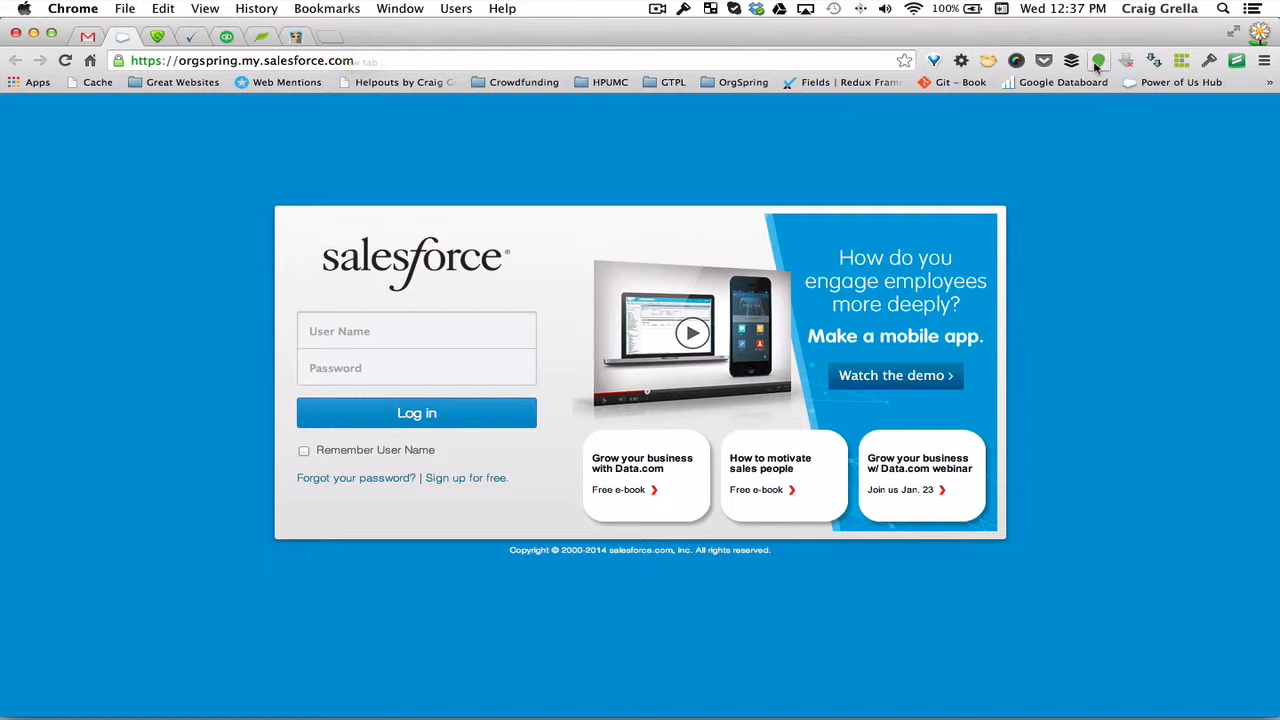 Chrome File Edit View History Bookmarks Window Users Help 100% Wed 12:37 PM Craig Grella
https://orgspring.my.salesforce.com
Apps Cache Great Websites Web Mentions Helpouts by Craig G Crowdfunding HPUMC GTPL OrgSpring Fields | Redux Fram Git - Book Google Databoard Power of Us Hub »
salesforce
User Name
Password
Log in
Remember User Name
Forgot your password? | Sign up for free.
How do you
engage employees
more deeply?
Make a mobile app.
Watch the demo ›
Grow your business
with Data.com
Free e-book
How to motivate
sales people
Free e-book
Grow your business
w/ Data.com webinar
Join us Jan. 23
Copyright © 2000-2014 salesforce.com, inc. All rights reserved.